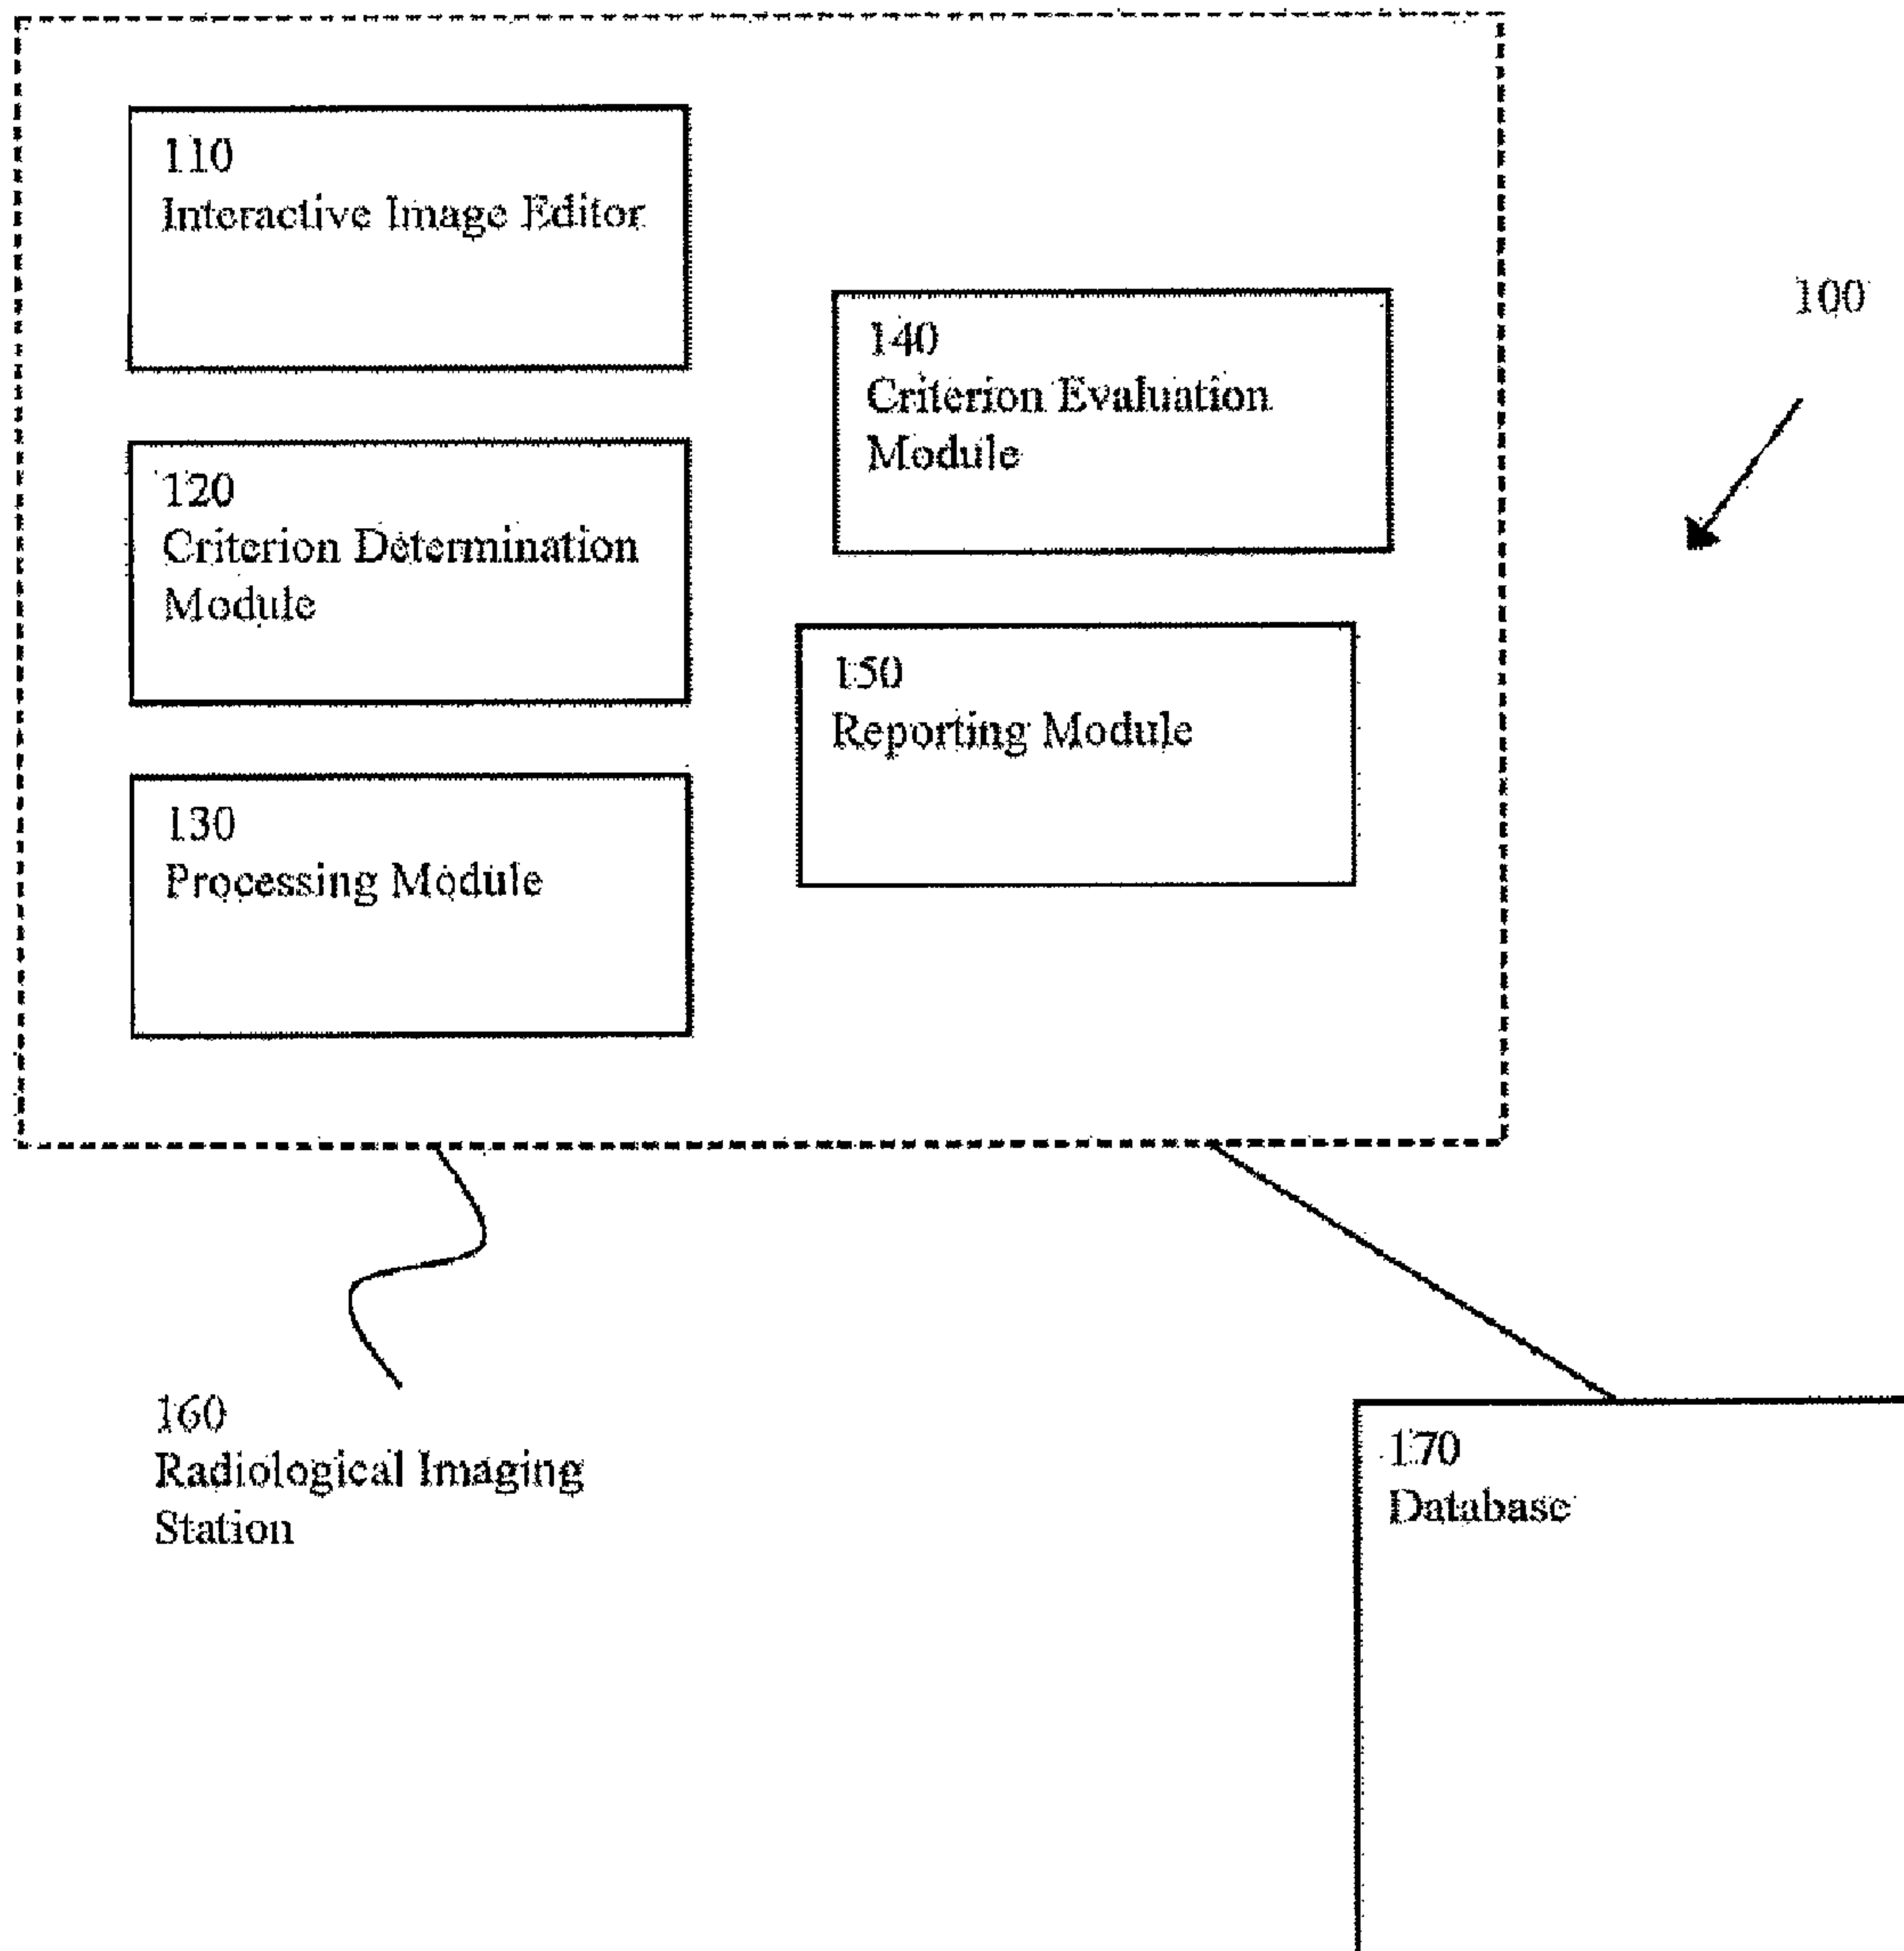 110
Interactive Image Editor
120
Criterion Determination
Module
130
Processing Module
140
Criterion Evaluation
Module
150
Reporting Module
100
160
Radiological Imaging
Station
170
Database